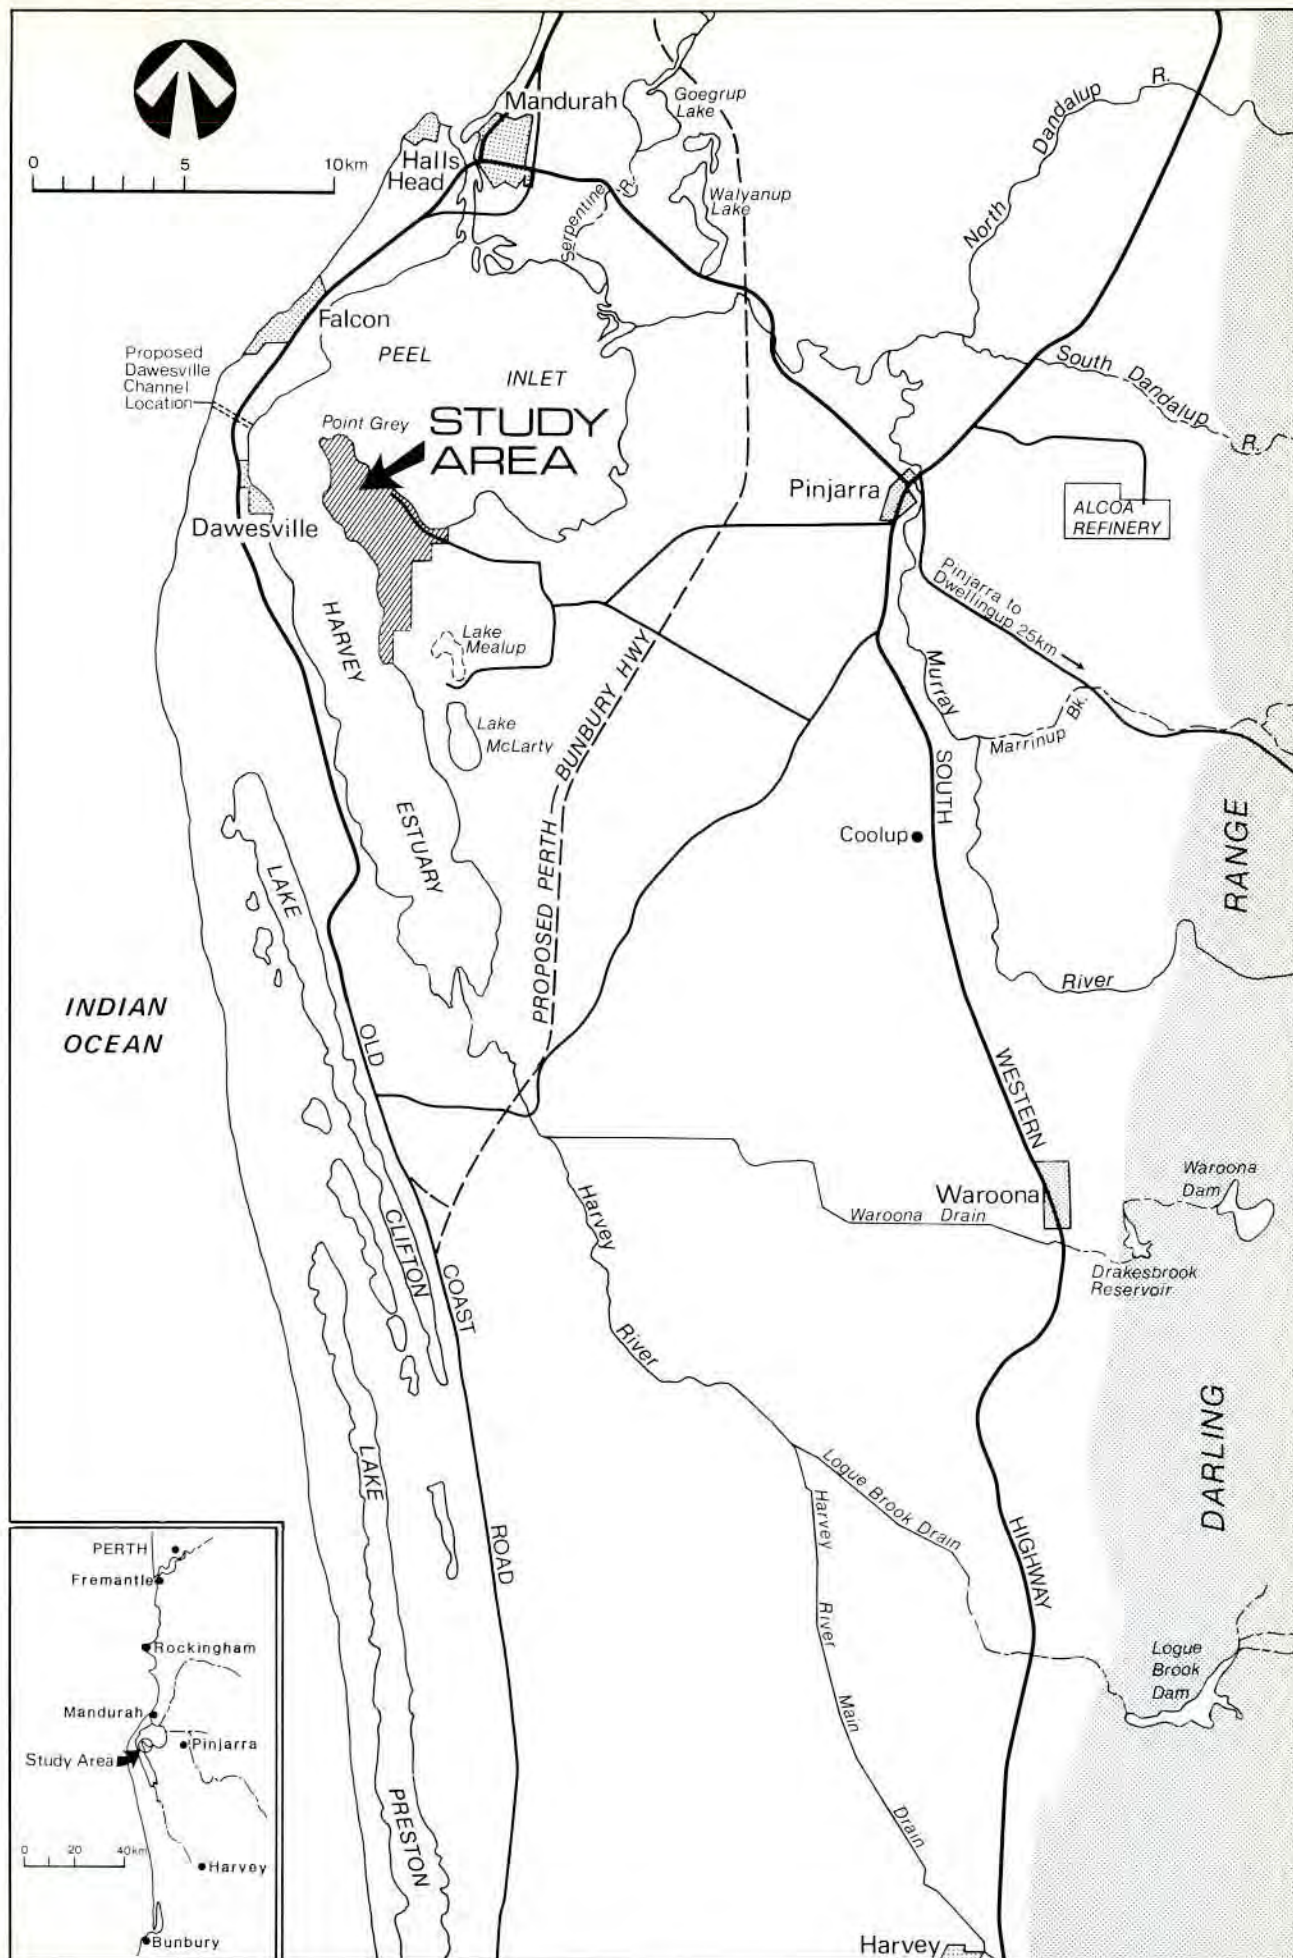 Mandurah
Goegrup
Lake
0 5 10km
Halls
Head
Walyanup
Lake
Serpentine R.
North Dandalup R.
Falcon
Proposed
Dawesville
Channel
Location
PEEL
INLET
South Dandalup R.
Point Grey
STUDY
AREA
Pinjarra
ALCOA
REFINERY
Dawesville
Pinjarra to
Dwellingup 25km
HARVEY
ESTUARY
Lake
Mealup
Lake
McLarty
PROPOSED PERTH - BUNBURY HWY
Murray
River
Marrinup Bk.
SOUTH
WESTERN
HIGHWAY
Coolup
DARLING
RANGE
INDIAN
OCEAN
LAKE
CLIFTON
OLD
COAST
ROAD
Waroona
Waroona
Dam
Waroona Drain
Drakesbrook
Reservoir
Harvey
River
LAKE
PRESTON
Logue Brook Drain
Harvey River Main Drain
Logue
Brook
Dam
Harvey
PERTH
Fremantle
Rockingham
Mandurah
Pinjarra
Study Area
0 20 40km
Harvey
Bunbury